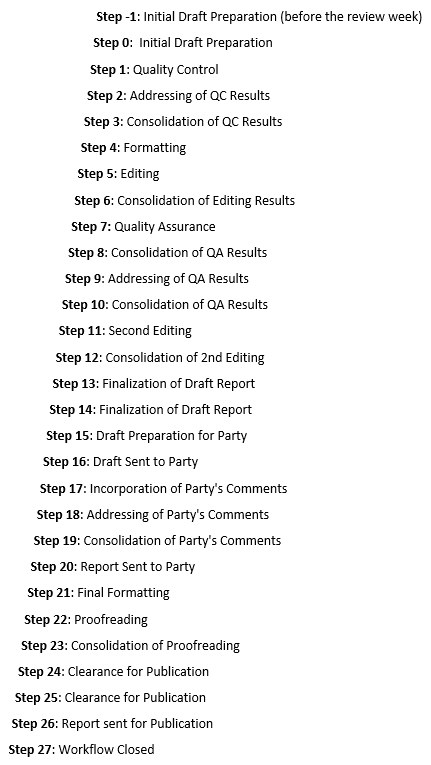 Step -1: Initial Draft Preparation (before the review week)
Step 0: Initial Draft Preparation
Step 1: Quality Control
Step 2: Addressing of QC Results
Step 3: Consolidation of QC Results
Step 4: Formatting
Step 5: Editing
Step 6: Consolidation of Editing Results
Step 7: Quality Assurance
Step 8: Consolidation of QA Results
Step 9: Addressing of QA Results
Step 10: Consolidation of QA Results
Step 11: Second Editing
Step 12: Consolidation of 2nd Editing
Step 13: Finalization of Draft Report
Step 14: Finalization of Draft Report
Step 15: Draft Preparation for Party
Step 16: Draft Sent to Party
Step 17: Incorporation of Party's Comments
Step 18: Addressing of Party's Comments
Step 19: Consolidation of Party's Comments
Step 20: Report Sent to Party
Step 21: Final Formatting
Step 22: Proofreading
Step 23: Consolidation of Proofreading
Step 24: Clearance for Publication
Step 25: Clearance for Publication
Step 26: Report sent for Publication
Step 27: Workflow Closed